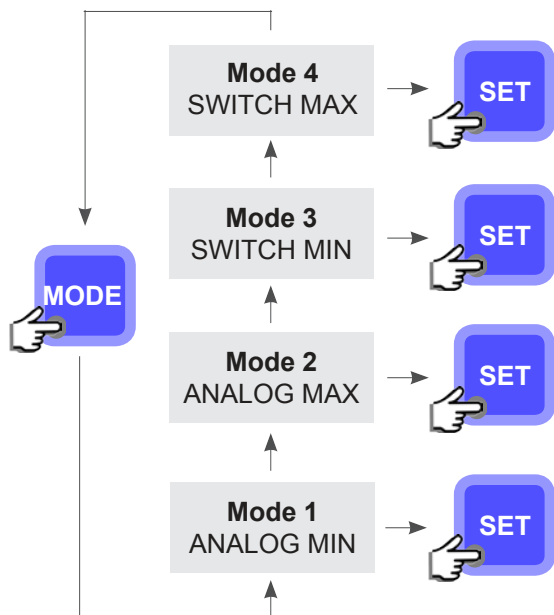 Mode 4
SWITCH MAX
SET
Mode 3
SWITCH MIN
SET
MODE
Mode 2
ANALOG MAX
SET
Mode 1
ANALOG MIN
SET